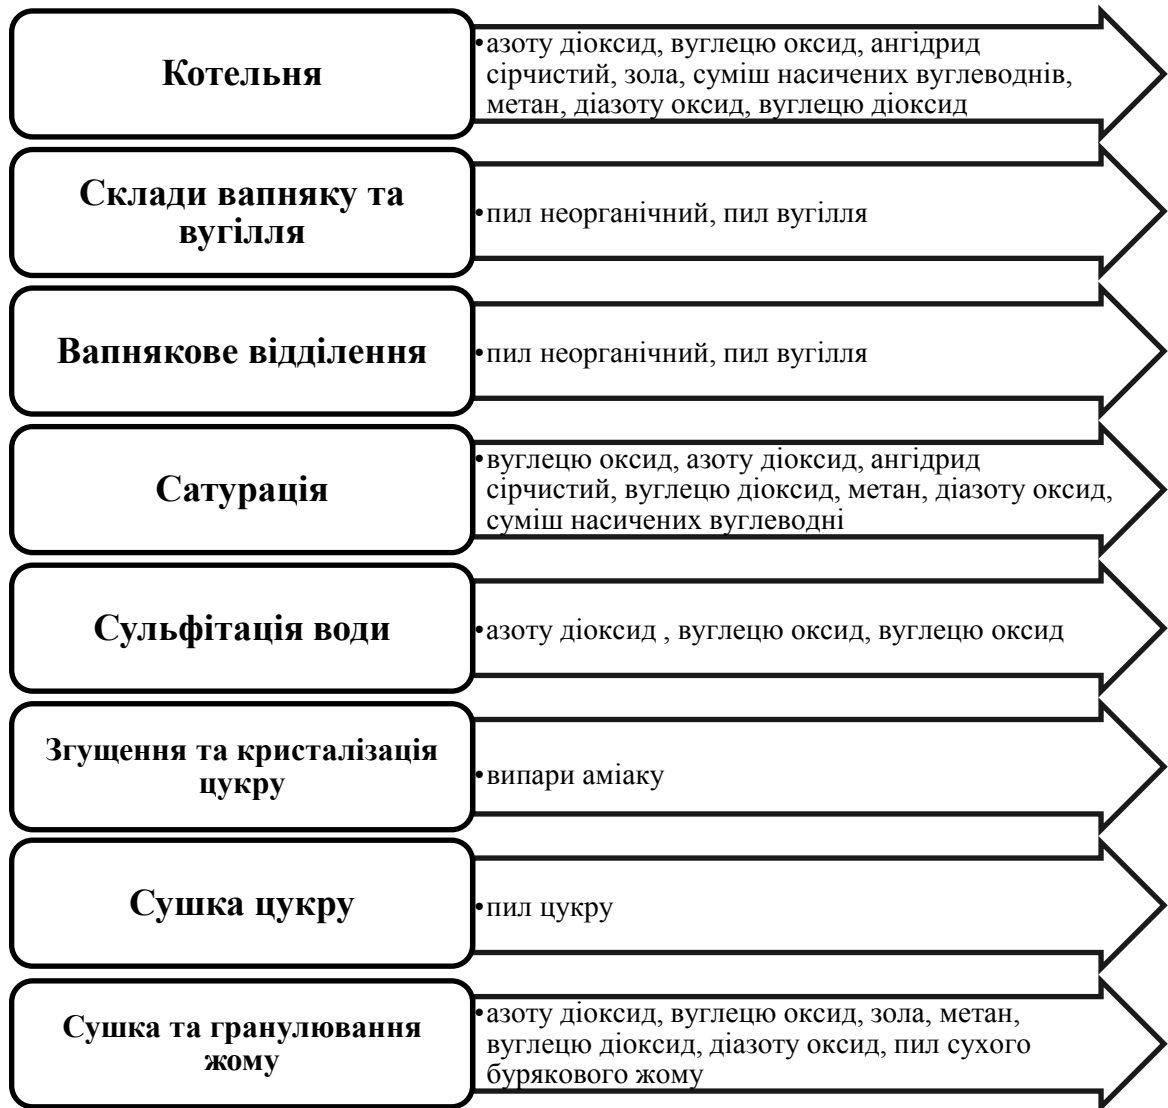 Котельня
•азоту діоксид, вуглецю оксид, ангідрид
сірчистий, зола, суміш насичених вуглеводнів,
метан, діазоту оксид, вуглецю діоксид
Склади вапняку та
вугілля
•пил неорганічний, пил вугілля
Вапнякове відділення
•пил неорганічний, пил вугілля
Сатурація
•вуглецю оксид, азоту діоксид, ангідрид
сірчистий, вуглецю діоксид, метан, діазоту оксид,
суміш насичених вуглеводні
Сульфітація води
•азоту діоксид , вуглецю оксид, вуглецю оксид
Згущення та кристалізація
цукру
•випари аміаку
Сушка цукру
•пил цукру
Сушка та гранулювання
жому
•азоту діоксид, вуглецю оксид, зола, метан,
вуглецю діоксид, діазоту оксид, пил сухого
бурякового жому